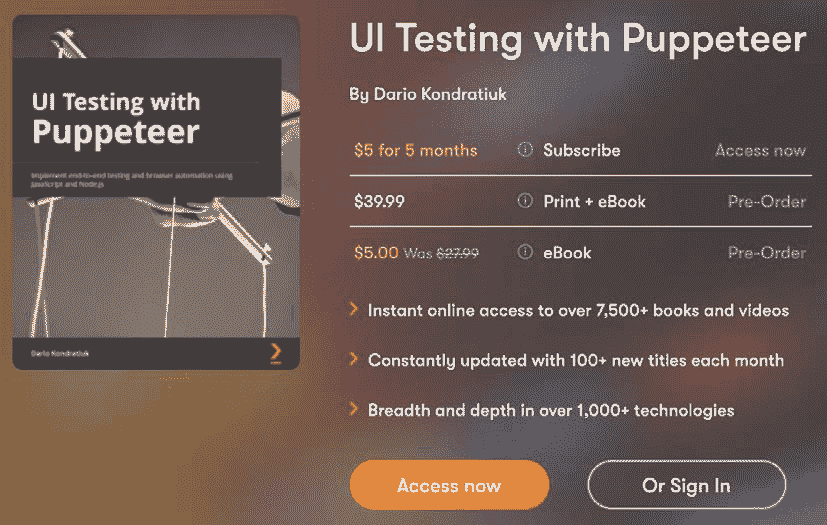 UI Testing with
Puppeteer
Implement end-to-end testing and browser automation using
JavaScript and Node.js
Dario Kondratiuk
UI Testing with Puppeteer
By Dario Kondratiuk
$5 for 5 months Subscribe Access now
$39.99 Print + eBook Pre-Order
$5.00 Was $27.99 eBook Pre-Order
Instant online access to over 7,500+ books and videos
Constantly updated with 100+ new titles each month
Breadth and depth in over 1,000+ technologies
Access now
Or Sign In